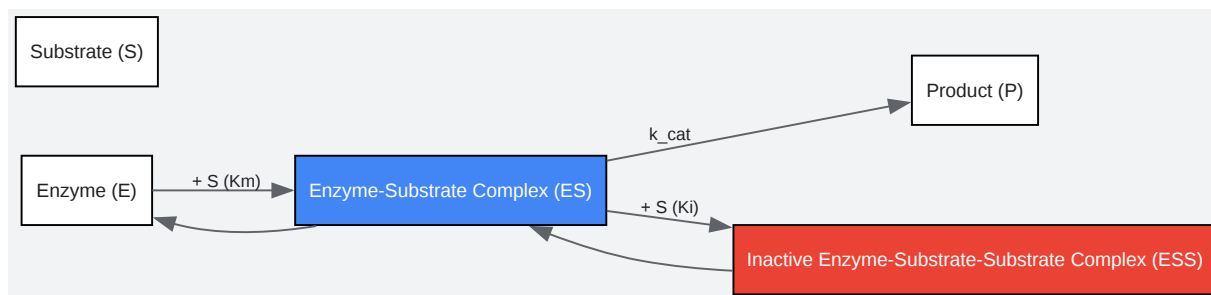 Substrate (S)
Product (P)
k_cat
Enzyme (E)
+ S (Km)
Enzyme-Substrate Complex (ES)
+ S (Ki)
Inactive Enzyme-Substrate-Substrate Complex (ESS)